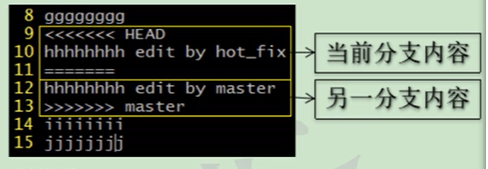 8 gggggggg
9 <<<<<<< HEAD
10 hhhhhhhh edit by hot_fix
11 =======
12 hhhhhhhh edit by master
13 >>>>>>> master
14 iiiiiiii
15 jjjjjjjj
当前分支内容
另一分支内容